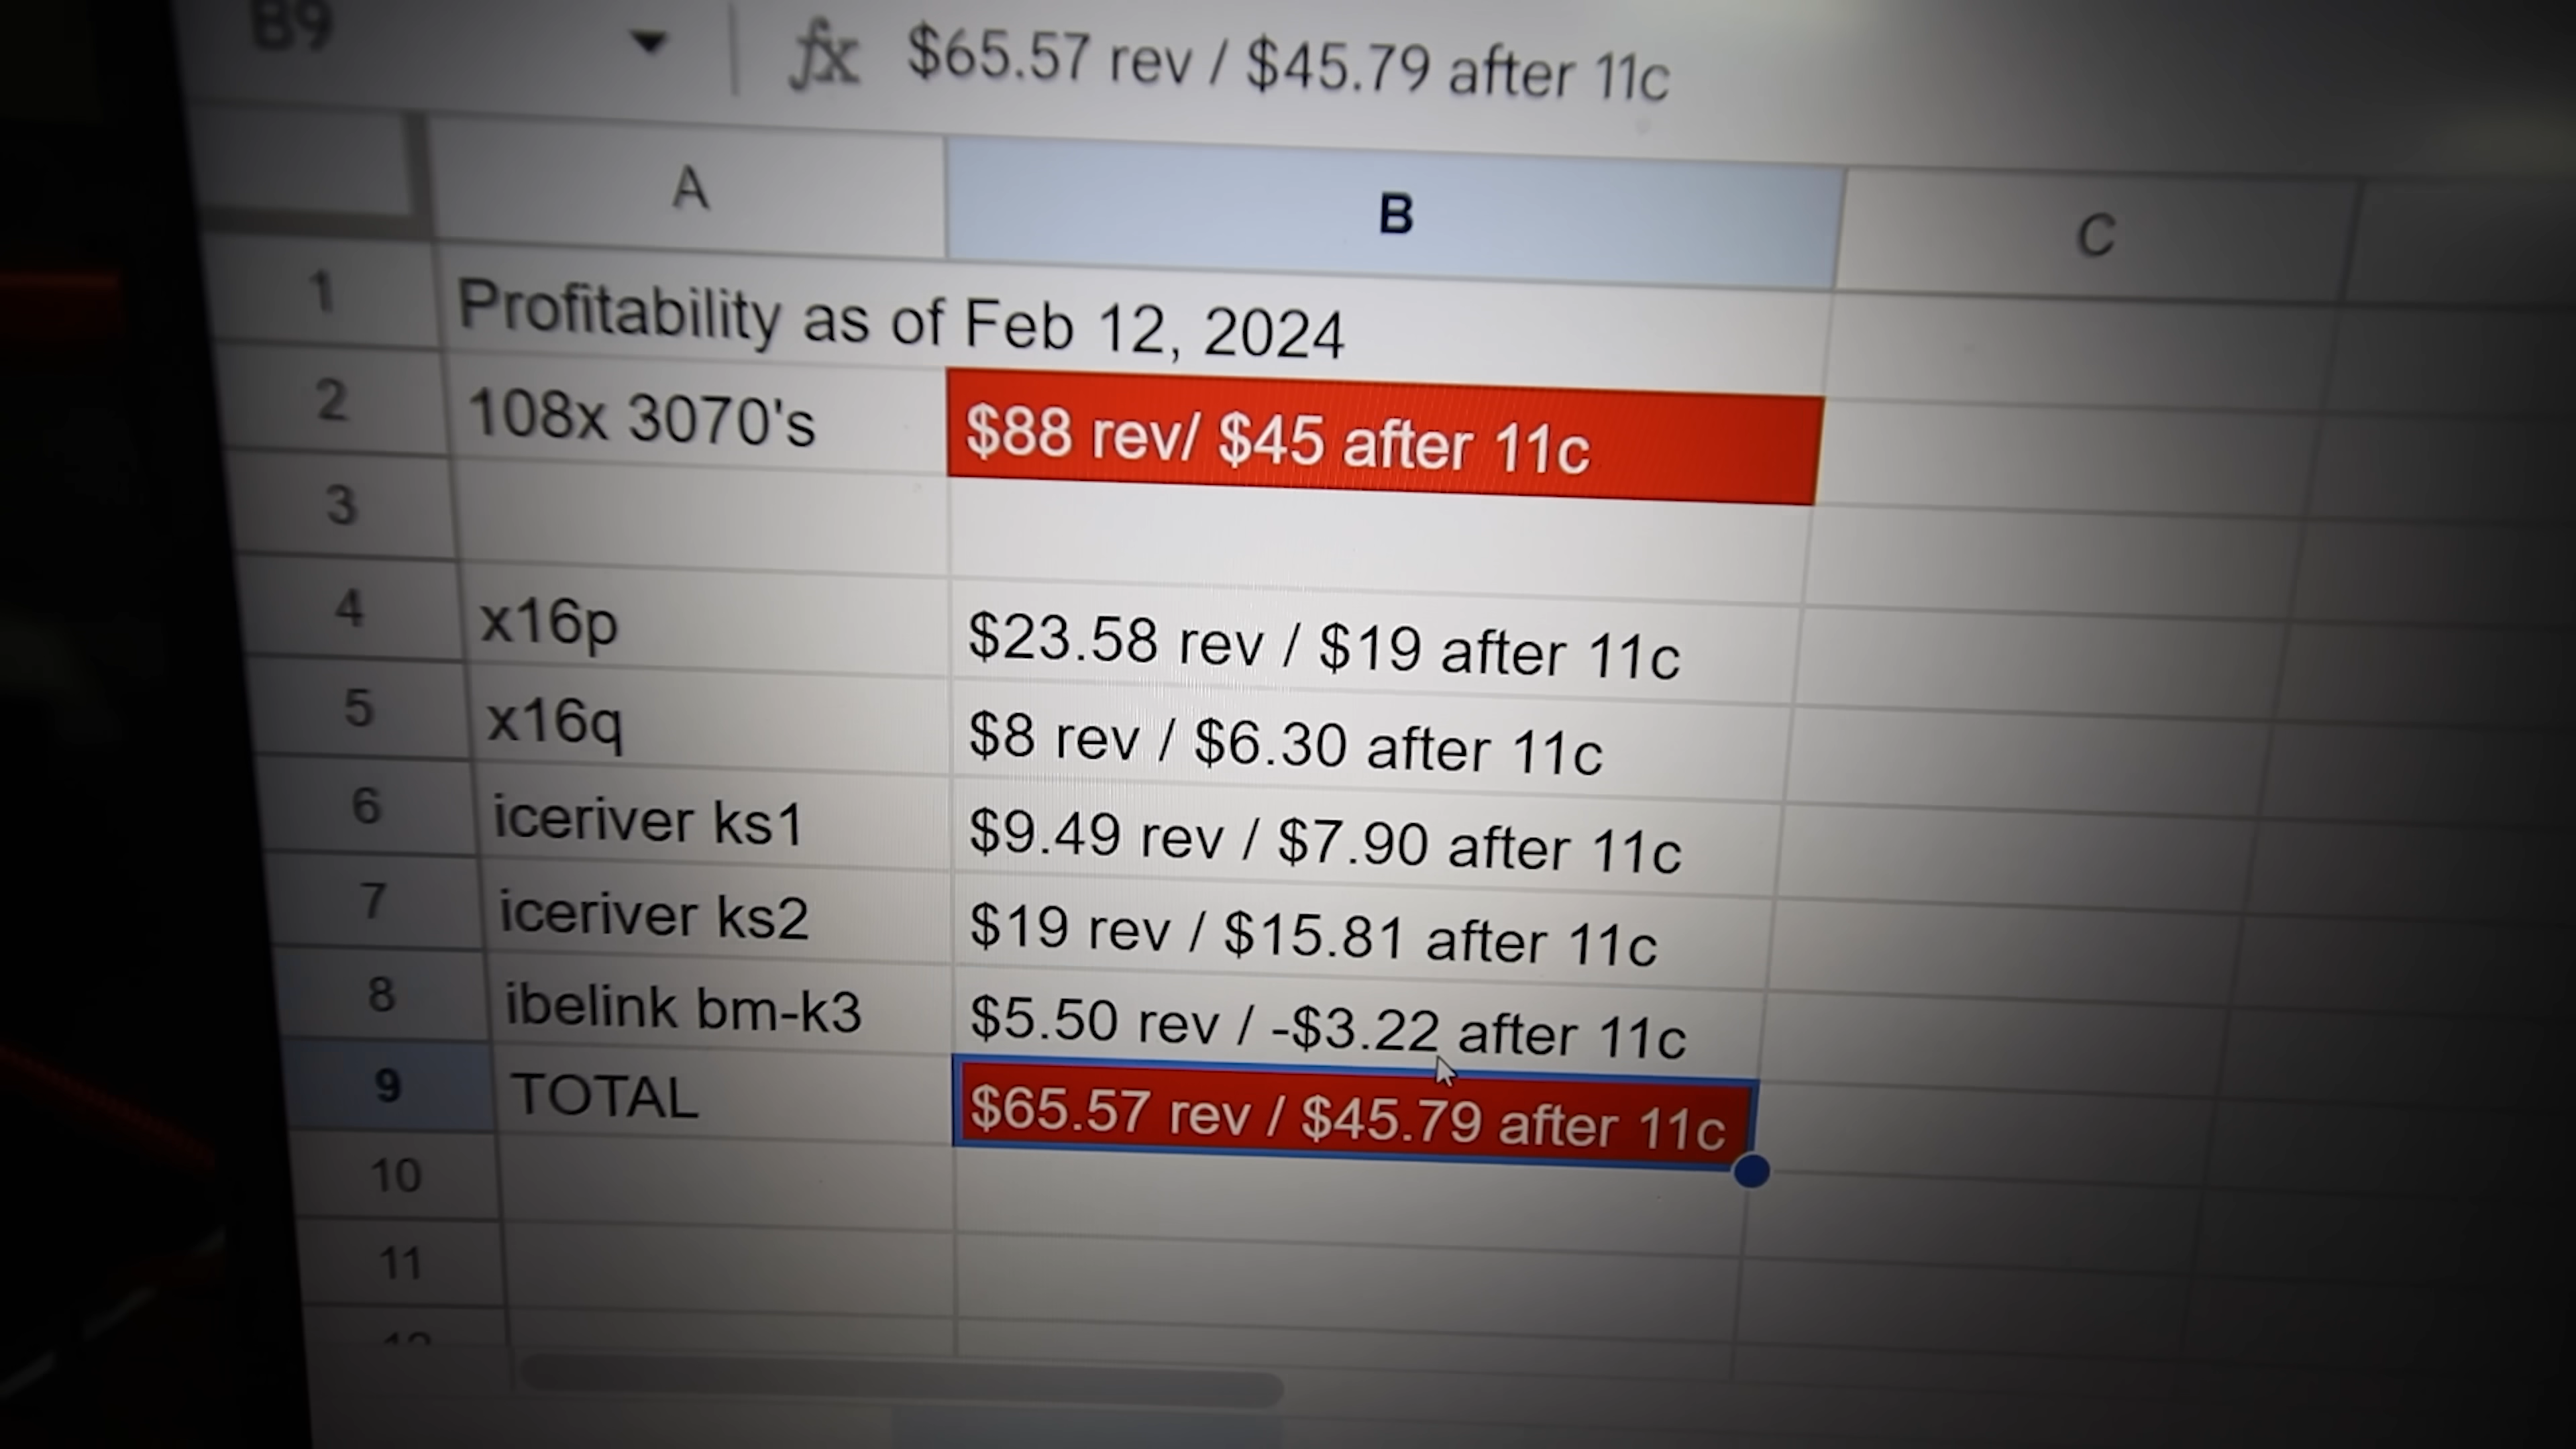 B9 fx $65.57 rev / $45.79 after 11c
A B C
1 Profitability as of Feb 12, 2024
2 108x 3070's $88 rev/ $45 after 11c
3
4 x16p $23.58 rev / $19 after 11c
5 x16q $8 rev / $6.30 after 11c
6 iceriver ks1 $9.49 rev / $7.90 after 11c
7 iceriver ks2 $19 rev / $15.81 after 11c
8 ibelink bm-k3 $5.50 rev / -$3.22 after 11c
9 TOTAL $65.57 rev / $45.79 after 11c
10
11
12